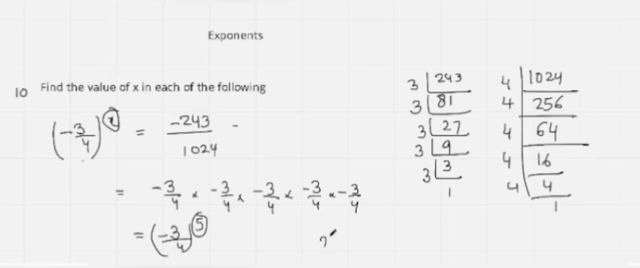 Exponents
10 Find the value of x in each of the following
(-3/4)^x = -243/1024 -
= -3/4 × -3/4 × -3/4 × -3/4 × -3/4
= (-3/4)^5
3 | 243
3 | 81
3 | 27
3 | 9
3 | 3
1
4 | 1024
4 | 256
4 | 64
4 | 16
4 | 4
1